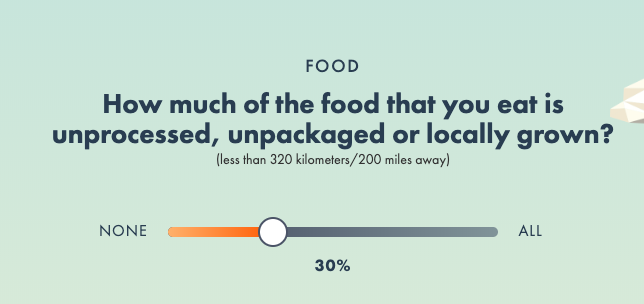 FOOD
How much of the food that you eat is
unprocessed, unpackaged or locally grown?
(less than 320 kilometers/200 miles away)
NONE
ALL
30%